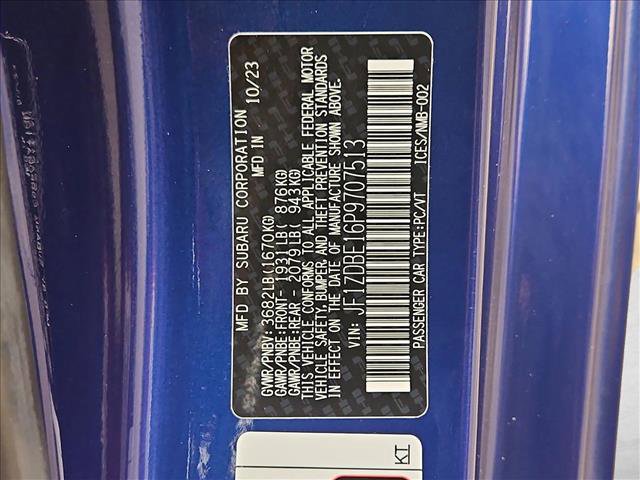 MFD BY SUBARU CORPORATION 10/23
MFD IN
GVWR/PNBV: 3682LB(1670KG)
GAWR/PNBE:FRONT- 1931LB( 876KG)
GAWR/PNBE:REAR - 2079LB( 943KG)
THIS VEHICLE CONFORMS TO ALL APPLICABLE FEDERAL MOTOR
VEHICLE SAFETY,BUMPER, AND THEFT PREVENTION STANDARDS
IN EFFECT ON THE DATE OF MANUFACTURE SHOWN ABOVE.
VIN: JF1ZDBE16P9707513
PASSENGER CAR TYPE:PC/VT ICES/NMB-002
KT